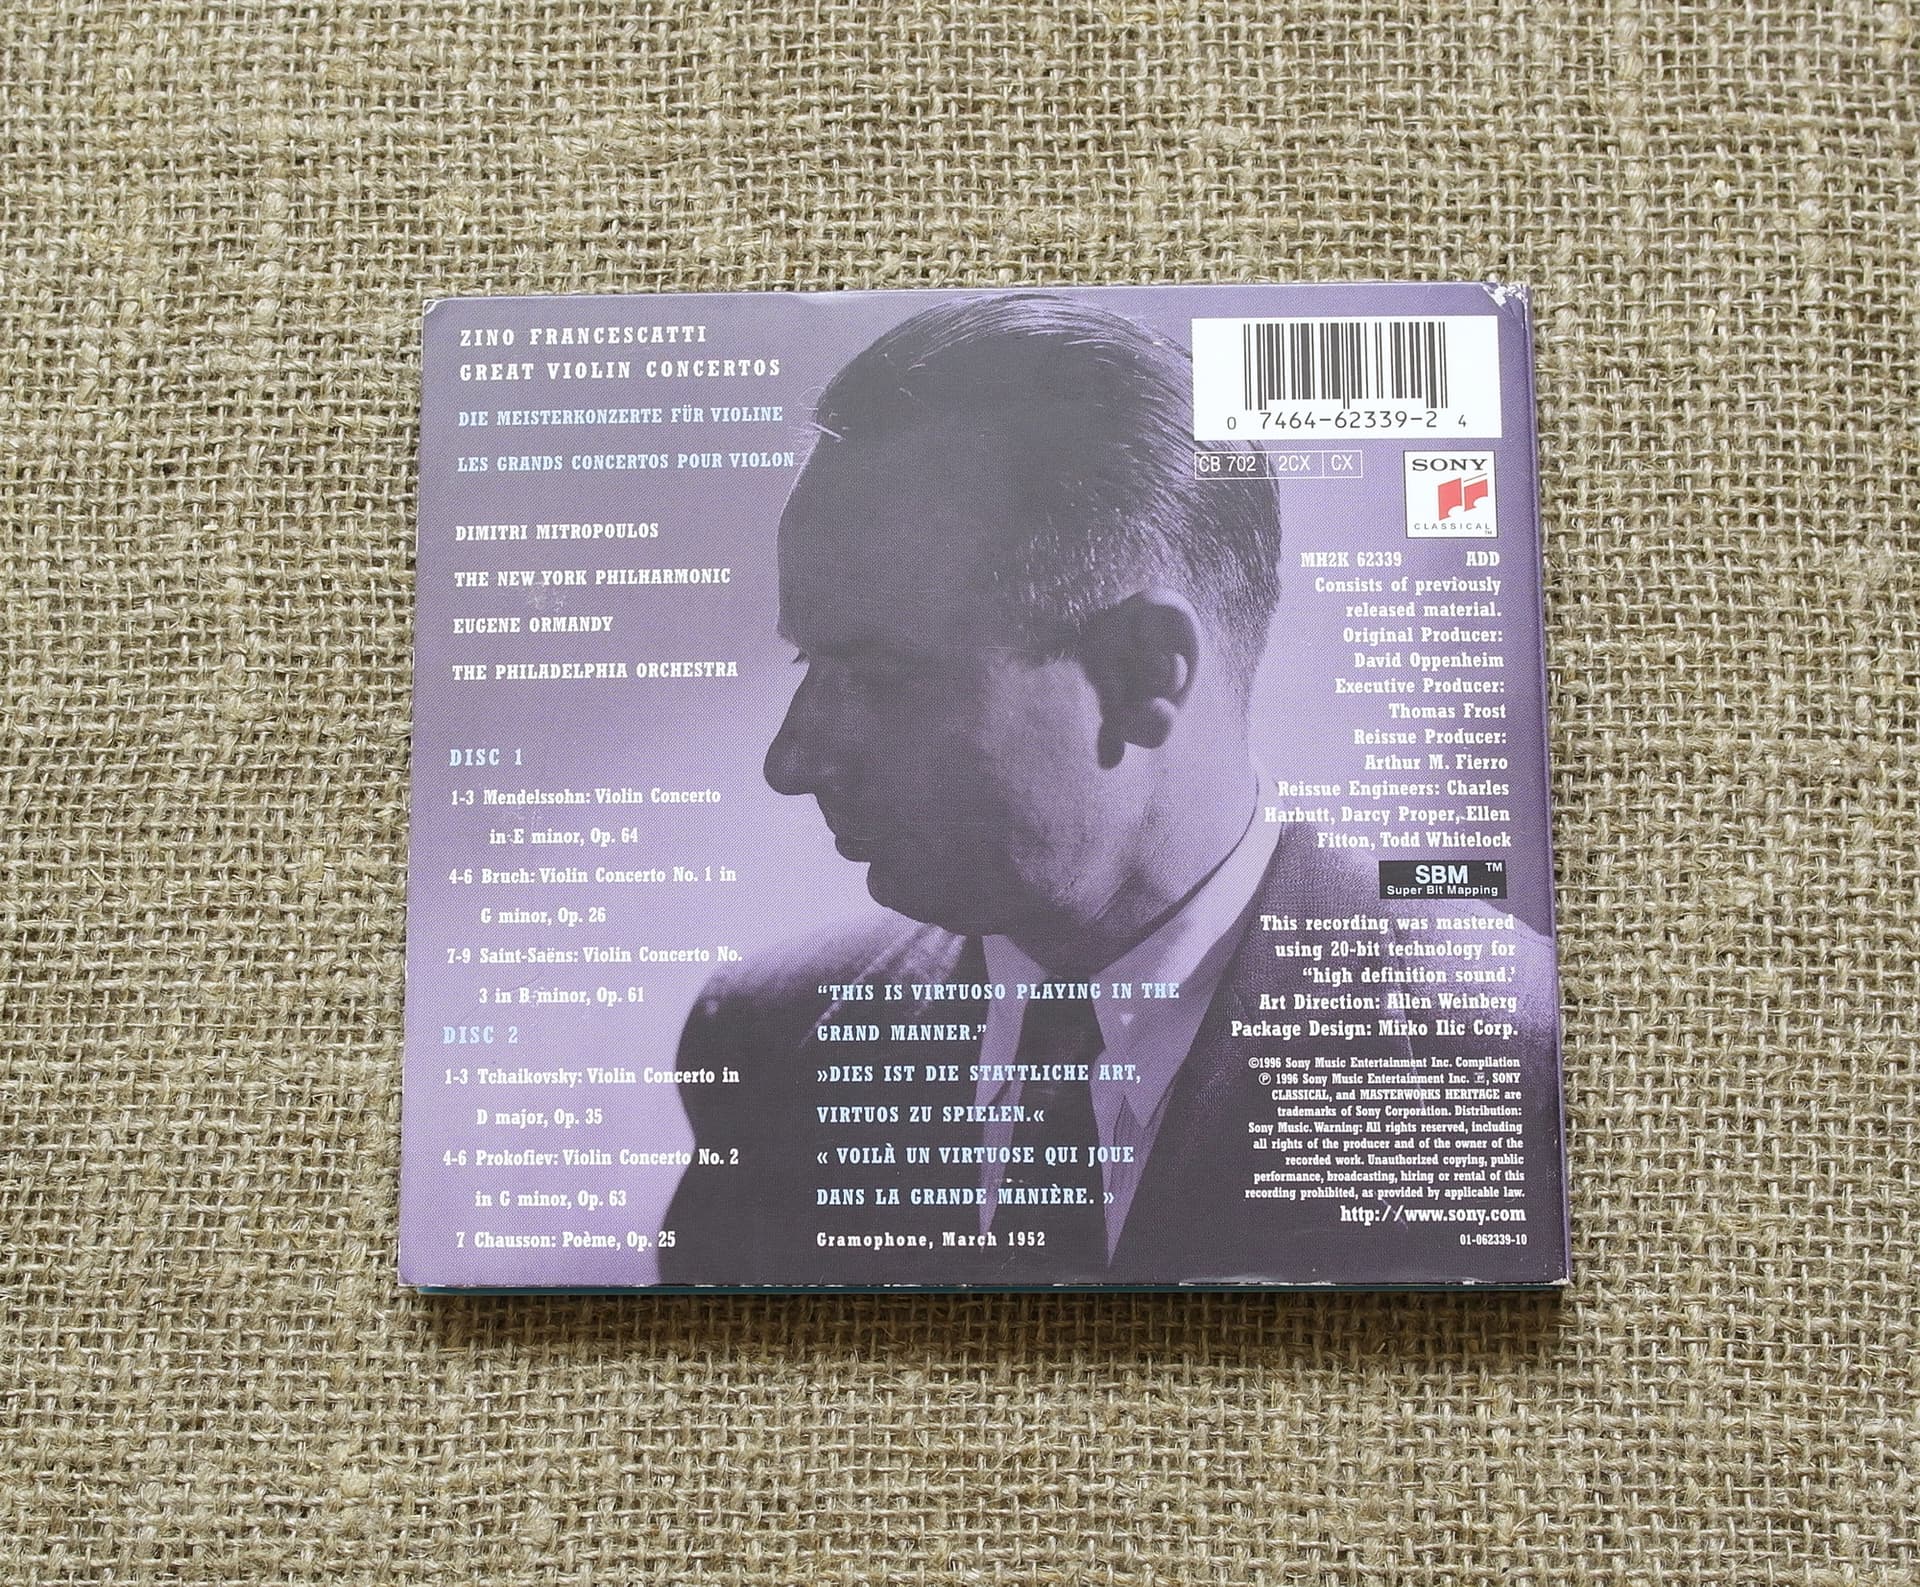 ZINO FRANCESCATTI
GREAT VIOLIN CONCERTOS
DIE MEISTERKONZERTE FÜR VIOLINE
LES GRANDS CONCERTOS POUR VIOLON
DIMITRI MITROPOULOS
THE NEW YORK PHILHARMONIC
EUGENE ORMANDY
THE PHILADELPHIA ORCHESTRA
DISC 1
1-3 Mendelssohn: Violin Concerto
in E minor, Op. 64
4-6 Bruch: Violin Concerto No. 1 in
G minor, Op. 26
7-9 Saint-Saëns: Violin Concerto No.
3 in B minor, Op. 61
DISC 2
1-3 Tchaikovsky: Violin Concerto in
D major, Op. 35
4-6 Prokofiev: Violin Concerto No. 2
in G minor, Op. 63
7 Chausson: Poème, Op. 25
“THIS IS VIRTUOSO PLAYING IN THE
GRAND MANNER.”
»DIES IST DIE STATTLICHE ART,
VIRTUOS ZU SPIELEN.«
« VOILÀ UN VIRTUOSE QUI JOUE
DANS LA GRANDE MANIÈRE. »
Gramophone, March 1952
0 7464-62339-2 4
CB 702 2CX CX
SONY
CLASSICAL TM
MH2K 62339 ADD
Consists of previously
released material.
Original Producer:
David Oppenheim
Executive Producer:
Thomas Frost
Reissue Producer:
Arthur M. Fierro
Reissue Engineers: Charles
Harbutt, Darcy Proper, Ellen
Fitton, Todd Whitelock
SBM TM
Super Bit Mapping
This recording was mastered
using 20-bit technology for
“high definition sound.’
Art Direction: Allen Weinberg
Package Design: Mirko Ilic Corp.
©1996 Sony Music Entertainment Inc. Compilation
℗ 1996 Sony Music Entertainment Inc. , SONY
CLASSICAL, and MASTERWORKS HERITAGE are
trademarks of Sony Corporation. Distribution:
Sony Music. Warning: All rights reserved, including
all rights of the producer and of the owner of the
recorded work. Unauthorized copying, public
performance, broadcasting, hiring or rental of this
recording prohibited, as provided by applicable law.
http://www.sony.com
01-062339-10